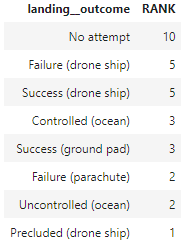 landing__outcome RANK
No attempt 10
Failure (drone ship) 5
Success (drone ship) 5
Controlled (ocean) 3
Success (ground pad) 3
Failure (parachute) 2
Uncontrolled (ocean) 2
Precluded (drone ship) 1